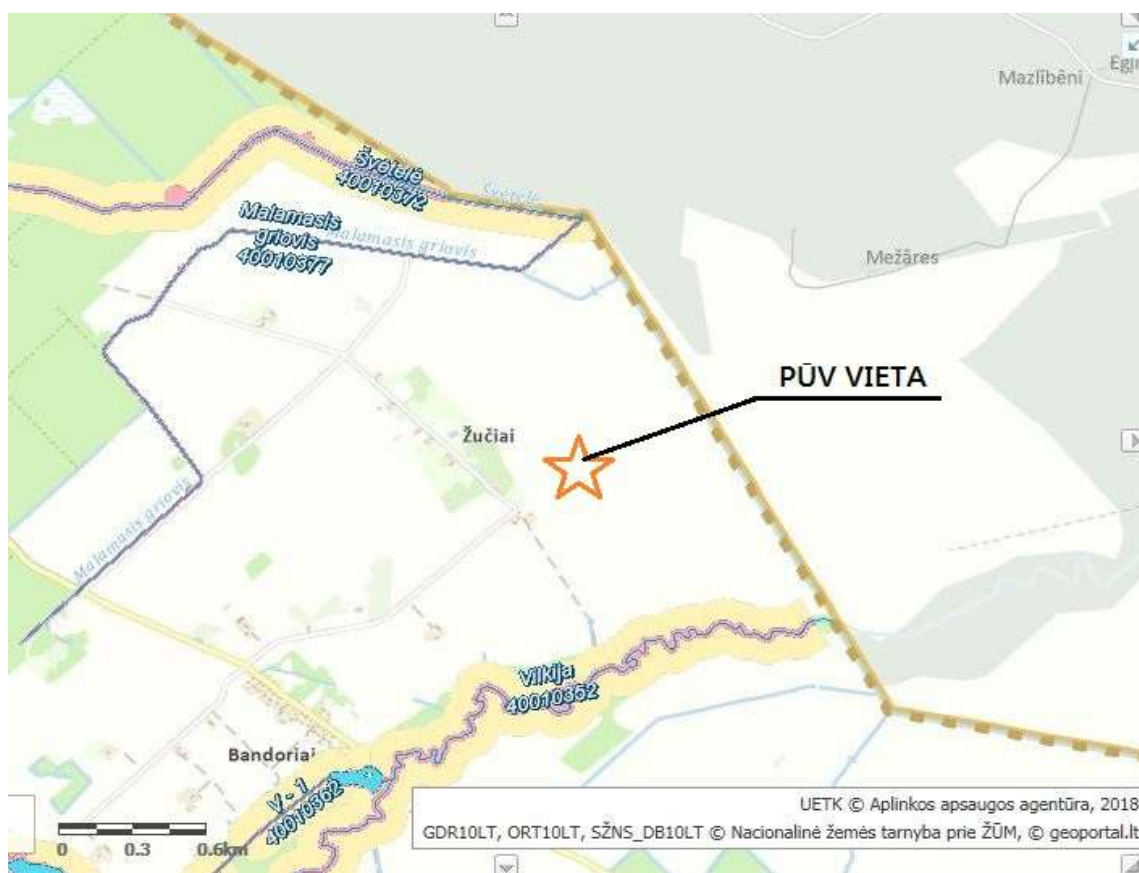 Mazlībēni
Švėtelė
40010372
Švėtelė
Malamasis
griovis
40010377
Malamasis griovis
Mežāres
PŪV VIETA
Žučiai
Malamasis griovis
Vilkija
40010352
Bandoriai
V - 1
40010362
0 0.3 0.6km
UETK © Aplinkos apsaugos agentūra, 2018
GDR10LT, ORT10LT, SŽNS_DB10LT © Nacionalinė žemės tarnyba prie ŽŪM, © geoportal.lt